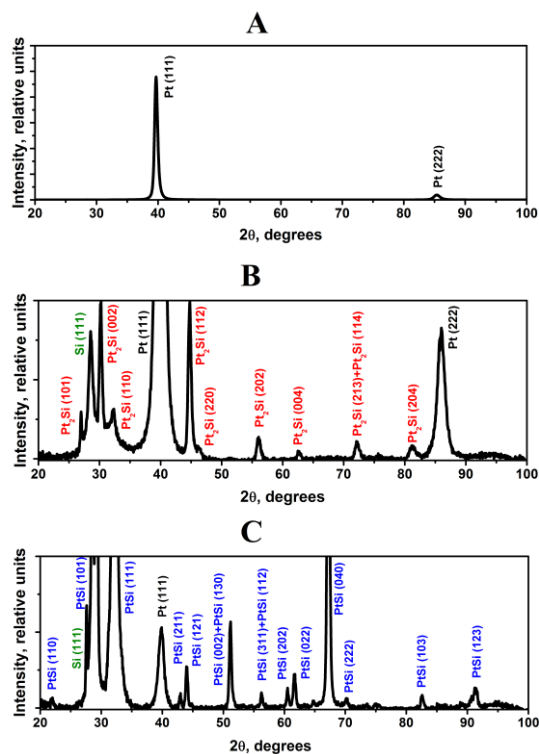 A
Intensity, relative units
Pt (111)
Pt (222)
20 30 40 50 60 70 80 90 100
2θ, degrees
B
Intensity, relative units
Pt₂Si (101)
Si (111)
Pt₂Si (002)
Pt₂Si (110)
Pt (111)
Pt₂Si (112)
Pt₂Si (220)
Pt₂Si (202)
Pt₂Si (004)
Pt₂Si (213)+Pt₂Si (114)
Pt₂Si (204)
Pt (222)
20 30 40 50 60 70 80 90 100
2θ, degrees
C
Intensity, relative units
PtSi (110)
Si (111)
PtSi (101)
PtSi (111)
Pt (111)
PtSi (211)
PtSi (121)
PtSi (002)+PtSi (130)
PtSi (311)+PtSi (112)
PtSi (202)
PtSi (022)
PtSi (040)
PtSi (222)
PtSi (103)
PtSi (123)
20 30 40 50 60 70 80 90 100
2θ, degrees